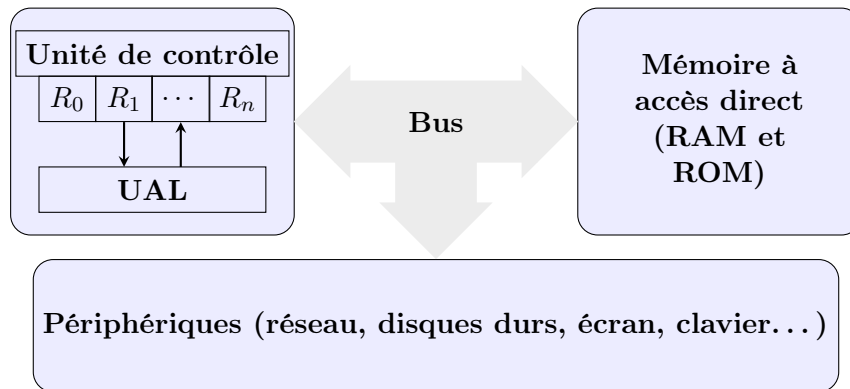 Unité de contrôle
R₀ R₁ ⋯ Rₙ
UAL
Bus
Mémoire à
accès direct
(RAM et
ROM)
Périphériques (réseau, disques durs, écran, clavier…)